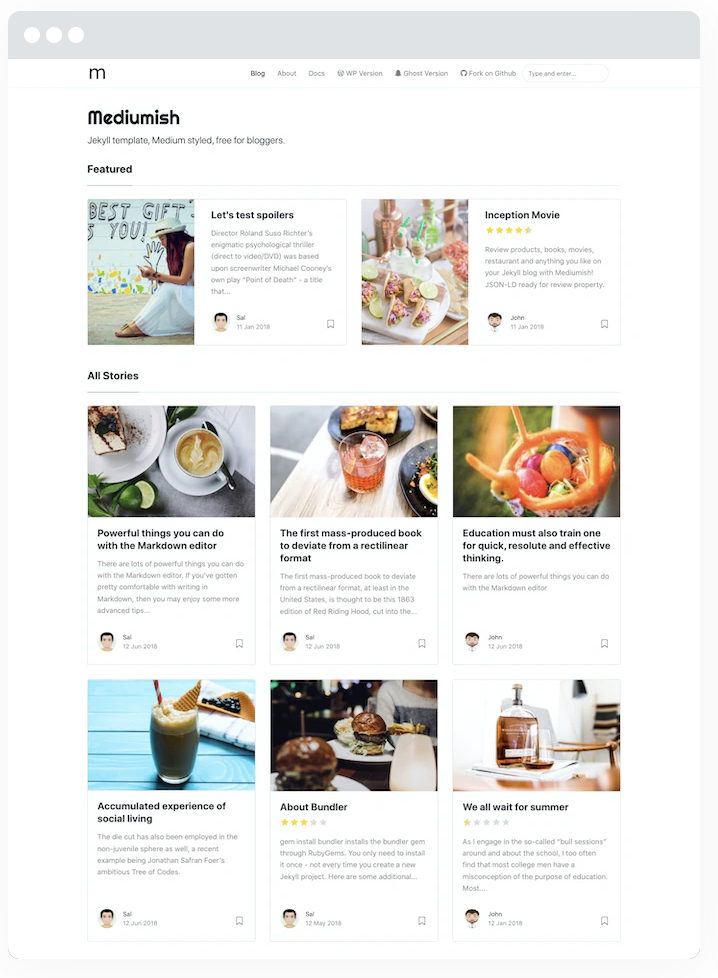 m
Blog About Docs WP Version Ghost Version Fork on Github Type and enter...
Mediumish
Jekyll template, Medium styled, free for bloggers.
Featured
BEST GIFT
S YOU!
Let's test spoilers
Director Roland Suso Richter's
enigmatic psychological thriller
(direct to video/DVD) was based
upon screenwriter Michael Cooney's
own play "Point of Death" - a title
that...
Sal
11 Jan 2018
Inception Movie
Review products, books, movies,
restaurant and anything you like on
your Jekyll blog with Mediumish!
JSON-LD ready for review property.
John
11 Jan 2018
All Stories
Powerful things you can do
with the Markdown editor
There are lots of powerful things you can do
with the Markdown editor. If you've gotten
pretty comfortable with writing in
Markdown, then you may enjoy some more
advanced tips...
Sal
12 Jun 2018
The first mass-produced book
to deviate from a rectilinear
format
The first mass-produced book to deviate
from a rectilinear format, at least in the
United States, is thought to be this 1863
edition of Red Riding Hood, cut into the...
Sal
12 Jun 2018
Education must also train one
for quick, resolute and effective
thinking.
There are lots of powerful things you can do
with the Markdown editor
John
12 Jun 2018
Accumulated experience of
social living
The die cut has also been employed in the
non-juvenile sphere as well, a recent
example being Jonathan Safran Foer's
ambitious Tree of Codes.
Sal
12 Jun 2018
About Bundler
gem install bundler installs the bundler gem
through RubyGems. You only need to install
it once - not every time you create a new
Jekyll project. Here are some additional...
Sal
12 May 2018
We all wait for summer
As I engage in the so-called "bull sessions"
around and about the school, I too often
find that most college men have a
misconception of the purpose of education.
Most...
John
12 Jan 2018